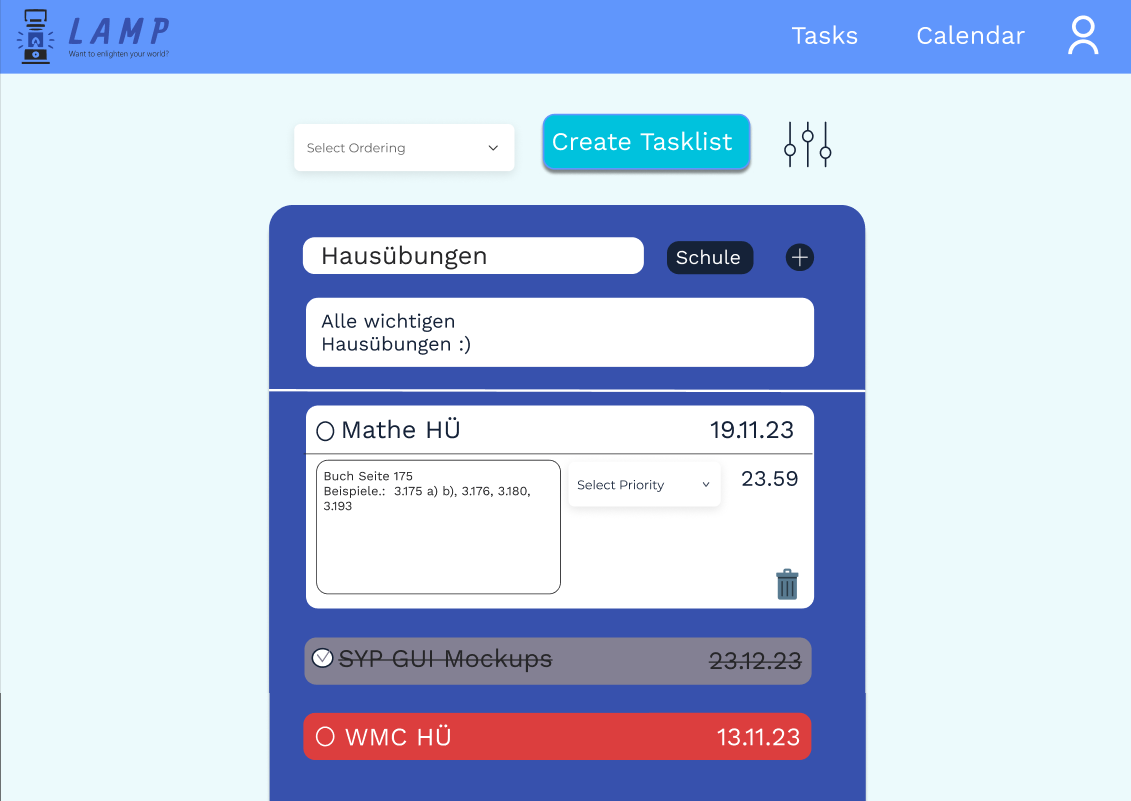 LAMP
Want to enlighten your world?
Tasks
Calendar
Select Ordering
Create Tasklist
Hausübungen
Schule
Alle wichtigen
Hausübungen :)
Mathe HÜ
19.11.23
Buch Seite 175
Beispiele.: 3.175 a) b), 3.176, 3.180,
3.193
Select Priority
23.59
SYP GUI Mockups
23.12.23
WMC HÜ
13.11.23